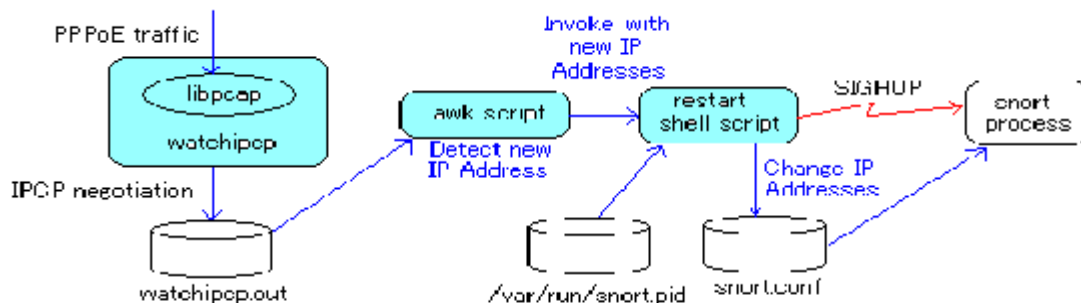 PPPoE traffic
libpcap
watchipcp
IPCP negotiation
watchipcp.out
awk script
Detect new
IP Address
Invoke with
new IP
Addresses
restart
shell script
/var/run/snort.pid
Change IP
Addresses
snort.conf
SIGHUP
snort
process